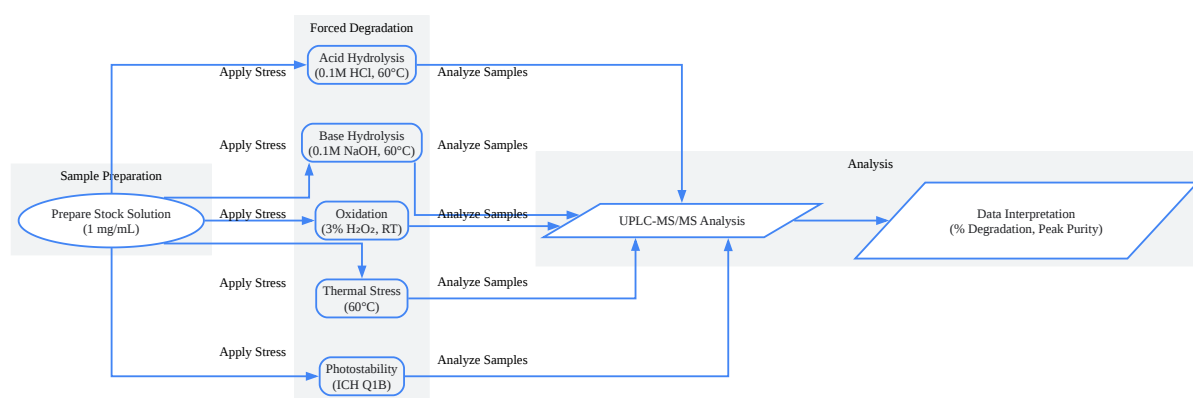 Forced Degradation
Acid Hydrolysis
(0.1M HCl, 60°C)
Apply Stress
Analyze Samples
Base Hydrolysis
(0.1M NaOH, 60°C)
Apply Stress
Analyze Samples
Sample Preparation
Prepare Stock Solution
(1 mg/mL)
Apply Stress
Oxidation
(3% H₂O₂, RT)
Analyze Samples
Apply Stress
Thermal Stress
(60°C)
Analyze Samples
Apply Stress
Photostability
(ICH Q1B)
Analyze Samples
Analysis
UPLC-MS/MS Analysis
Data Interpretation
(% Degradation, Peak Purity)